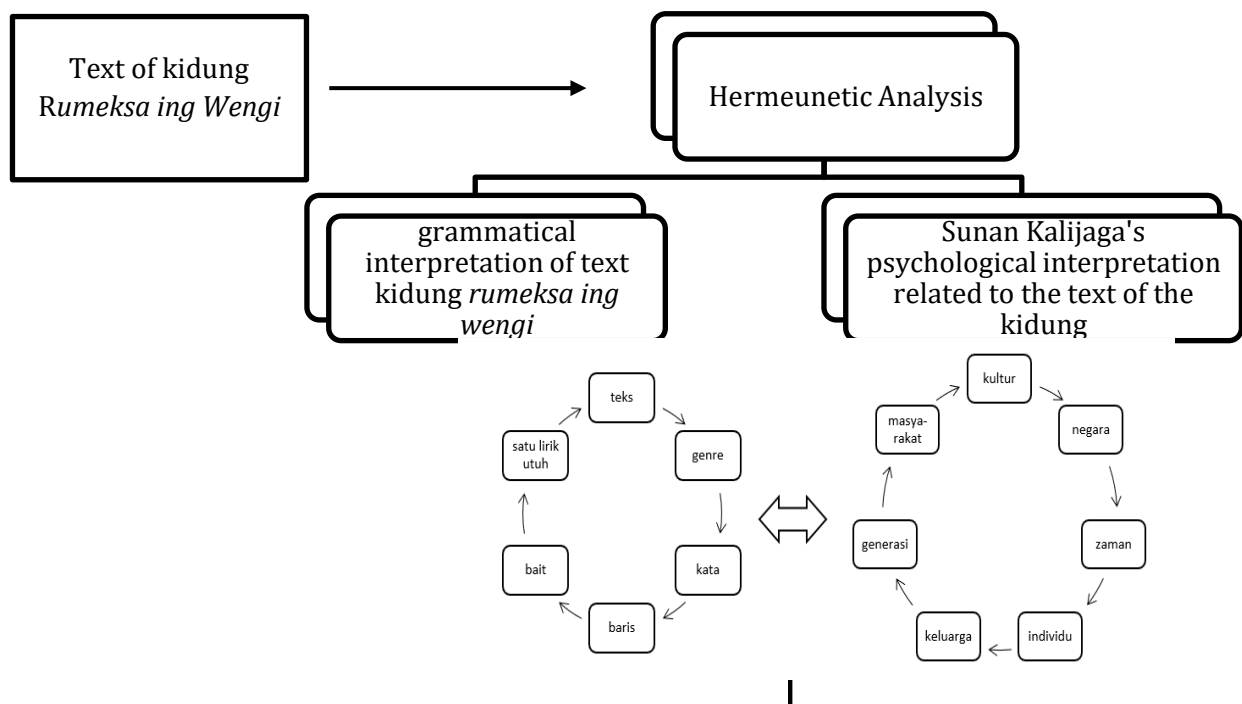 Text of kidung
Rumeksa ing Wengi
Hermeunetic Analysis
grammatical
interpretation of text
kidung rumeksa ing
wengi
Sunan Kalijaga's
psychological interpretation
related to the text of the
kidung
teks
genre
kata
baris
bait
satu lirik
utuh
kultur
negara
zaman
individu
keluarga
generasi
masya-
rakat